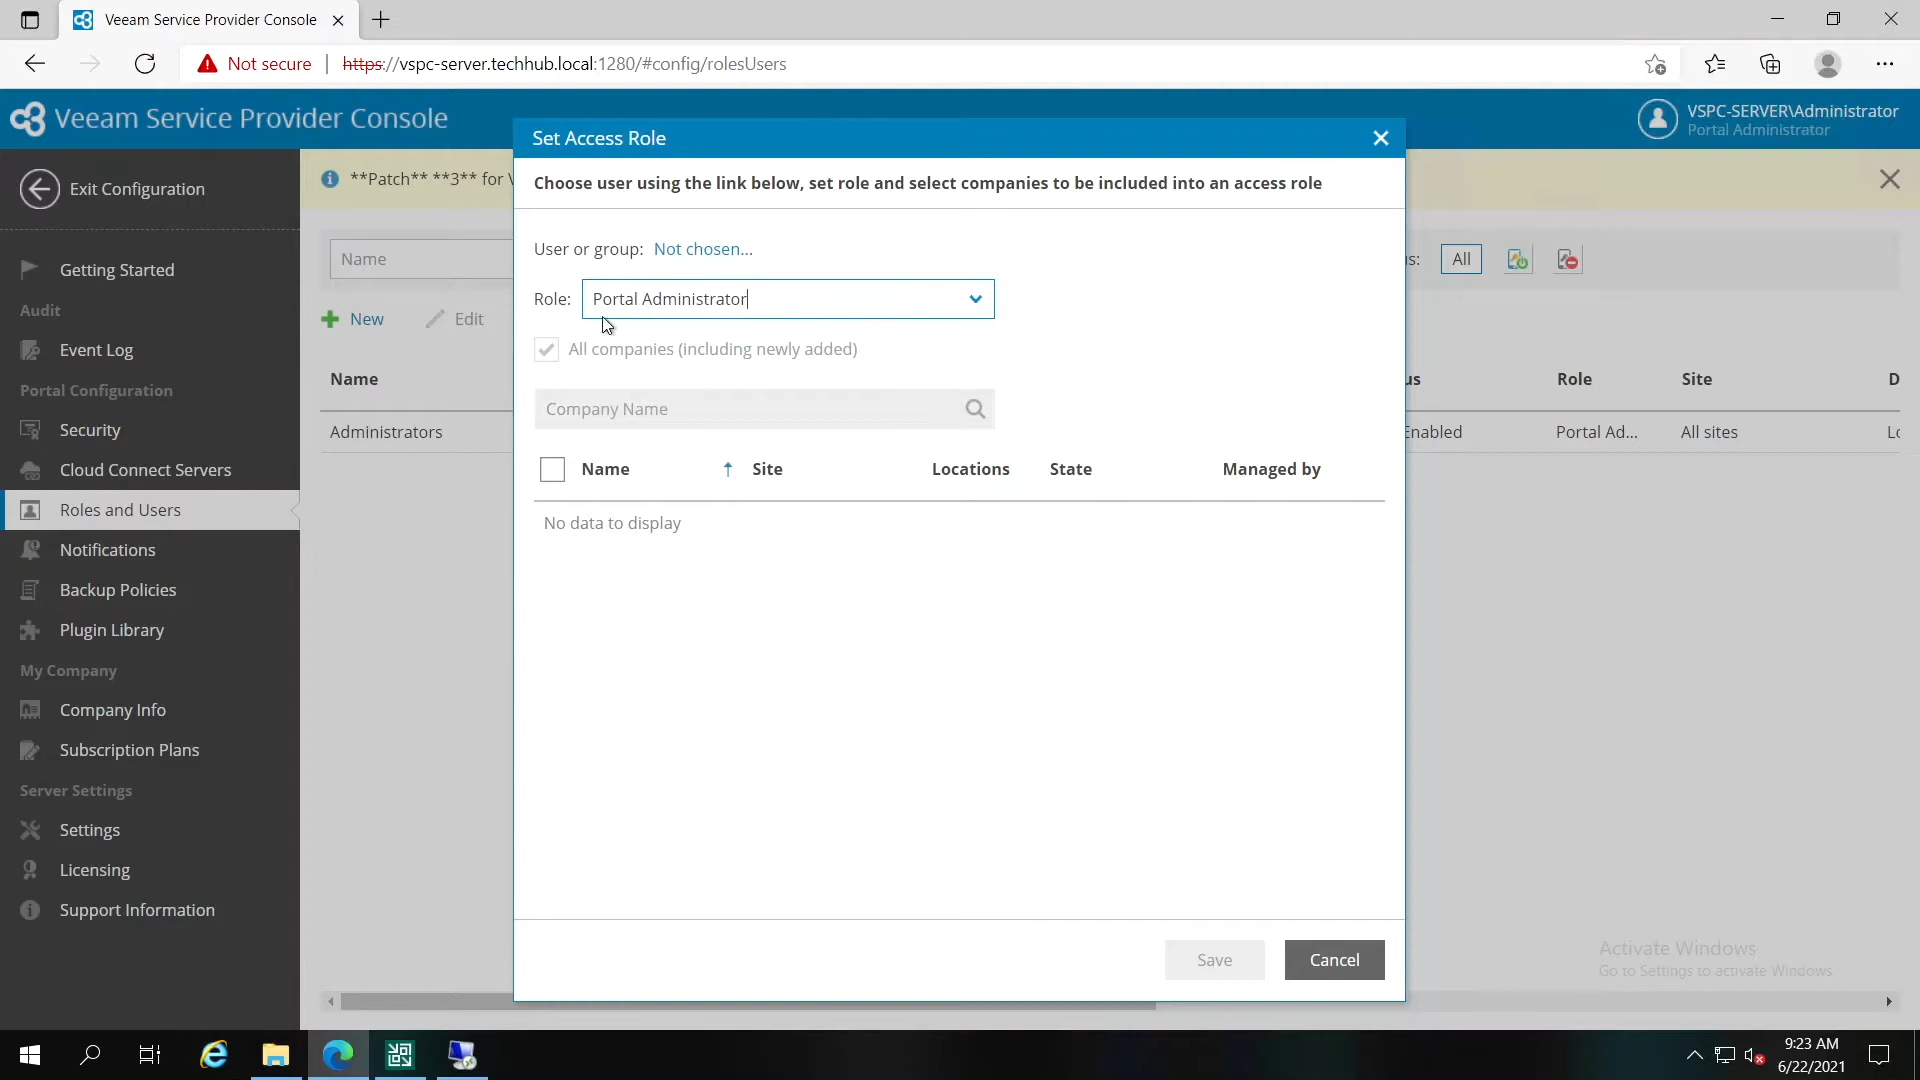 Veeam Service Provider Console
Not secure | https://vspc-server.techhub.local:1280/#config/rolesUsers
Veeam Service Provider Console
VSPC-SERVER\Administrator
Portal Administrator
Exit Configuration
Getting Started
Audit
Event Log
Portal Configuration
Security
Cloud Connect Servers
Roles and Users
Notifications
Backup Policies
Plugin Library
My Company
Company Info
Subscription Plans
Server Settings
Settings
Licensing
Support Information
**Patch** **3** for V
Name
s: All
New Edit
Name us Role Site D
Administrators Enabled Portal Ad... All sites Lo
Set Access Role
Choose user using the link below, set role and select companies to be included into an access role
User or group: Not chosen...
Role: Portal Administrator
All companies (including newly added)
Company Name
Name Site Locations State Managed by
No data to display
Save Cancel
Activate Windows
Go to Settings to activate Windows.
9:23 AM
6/22/2021